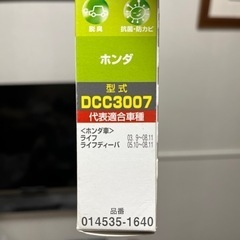 脱臭
抗菌・防カビ
ホンダ
型式
DCC3007
代表適合車種
<ホンダ車>
ライフ 03.9〜08.11
ライフディーバ 05.10〜08.11
品番
014535-1640